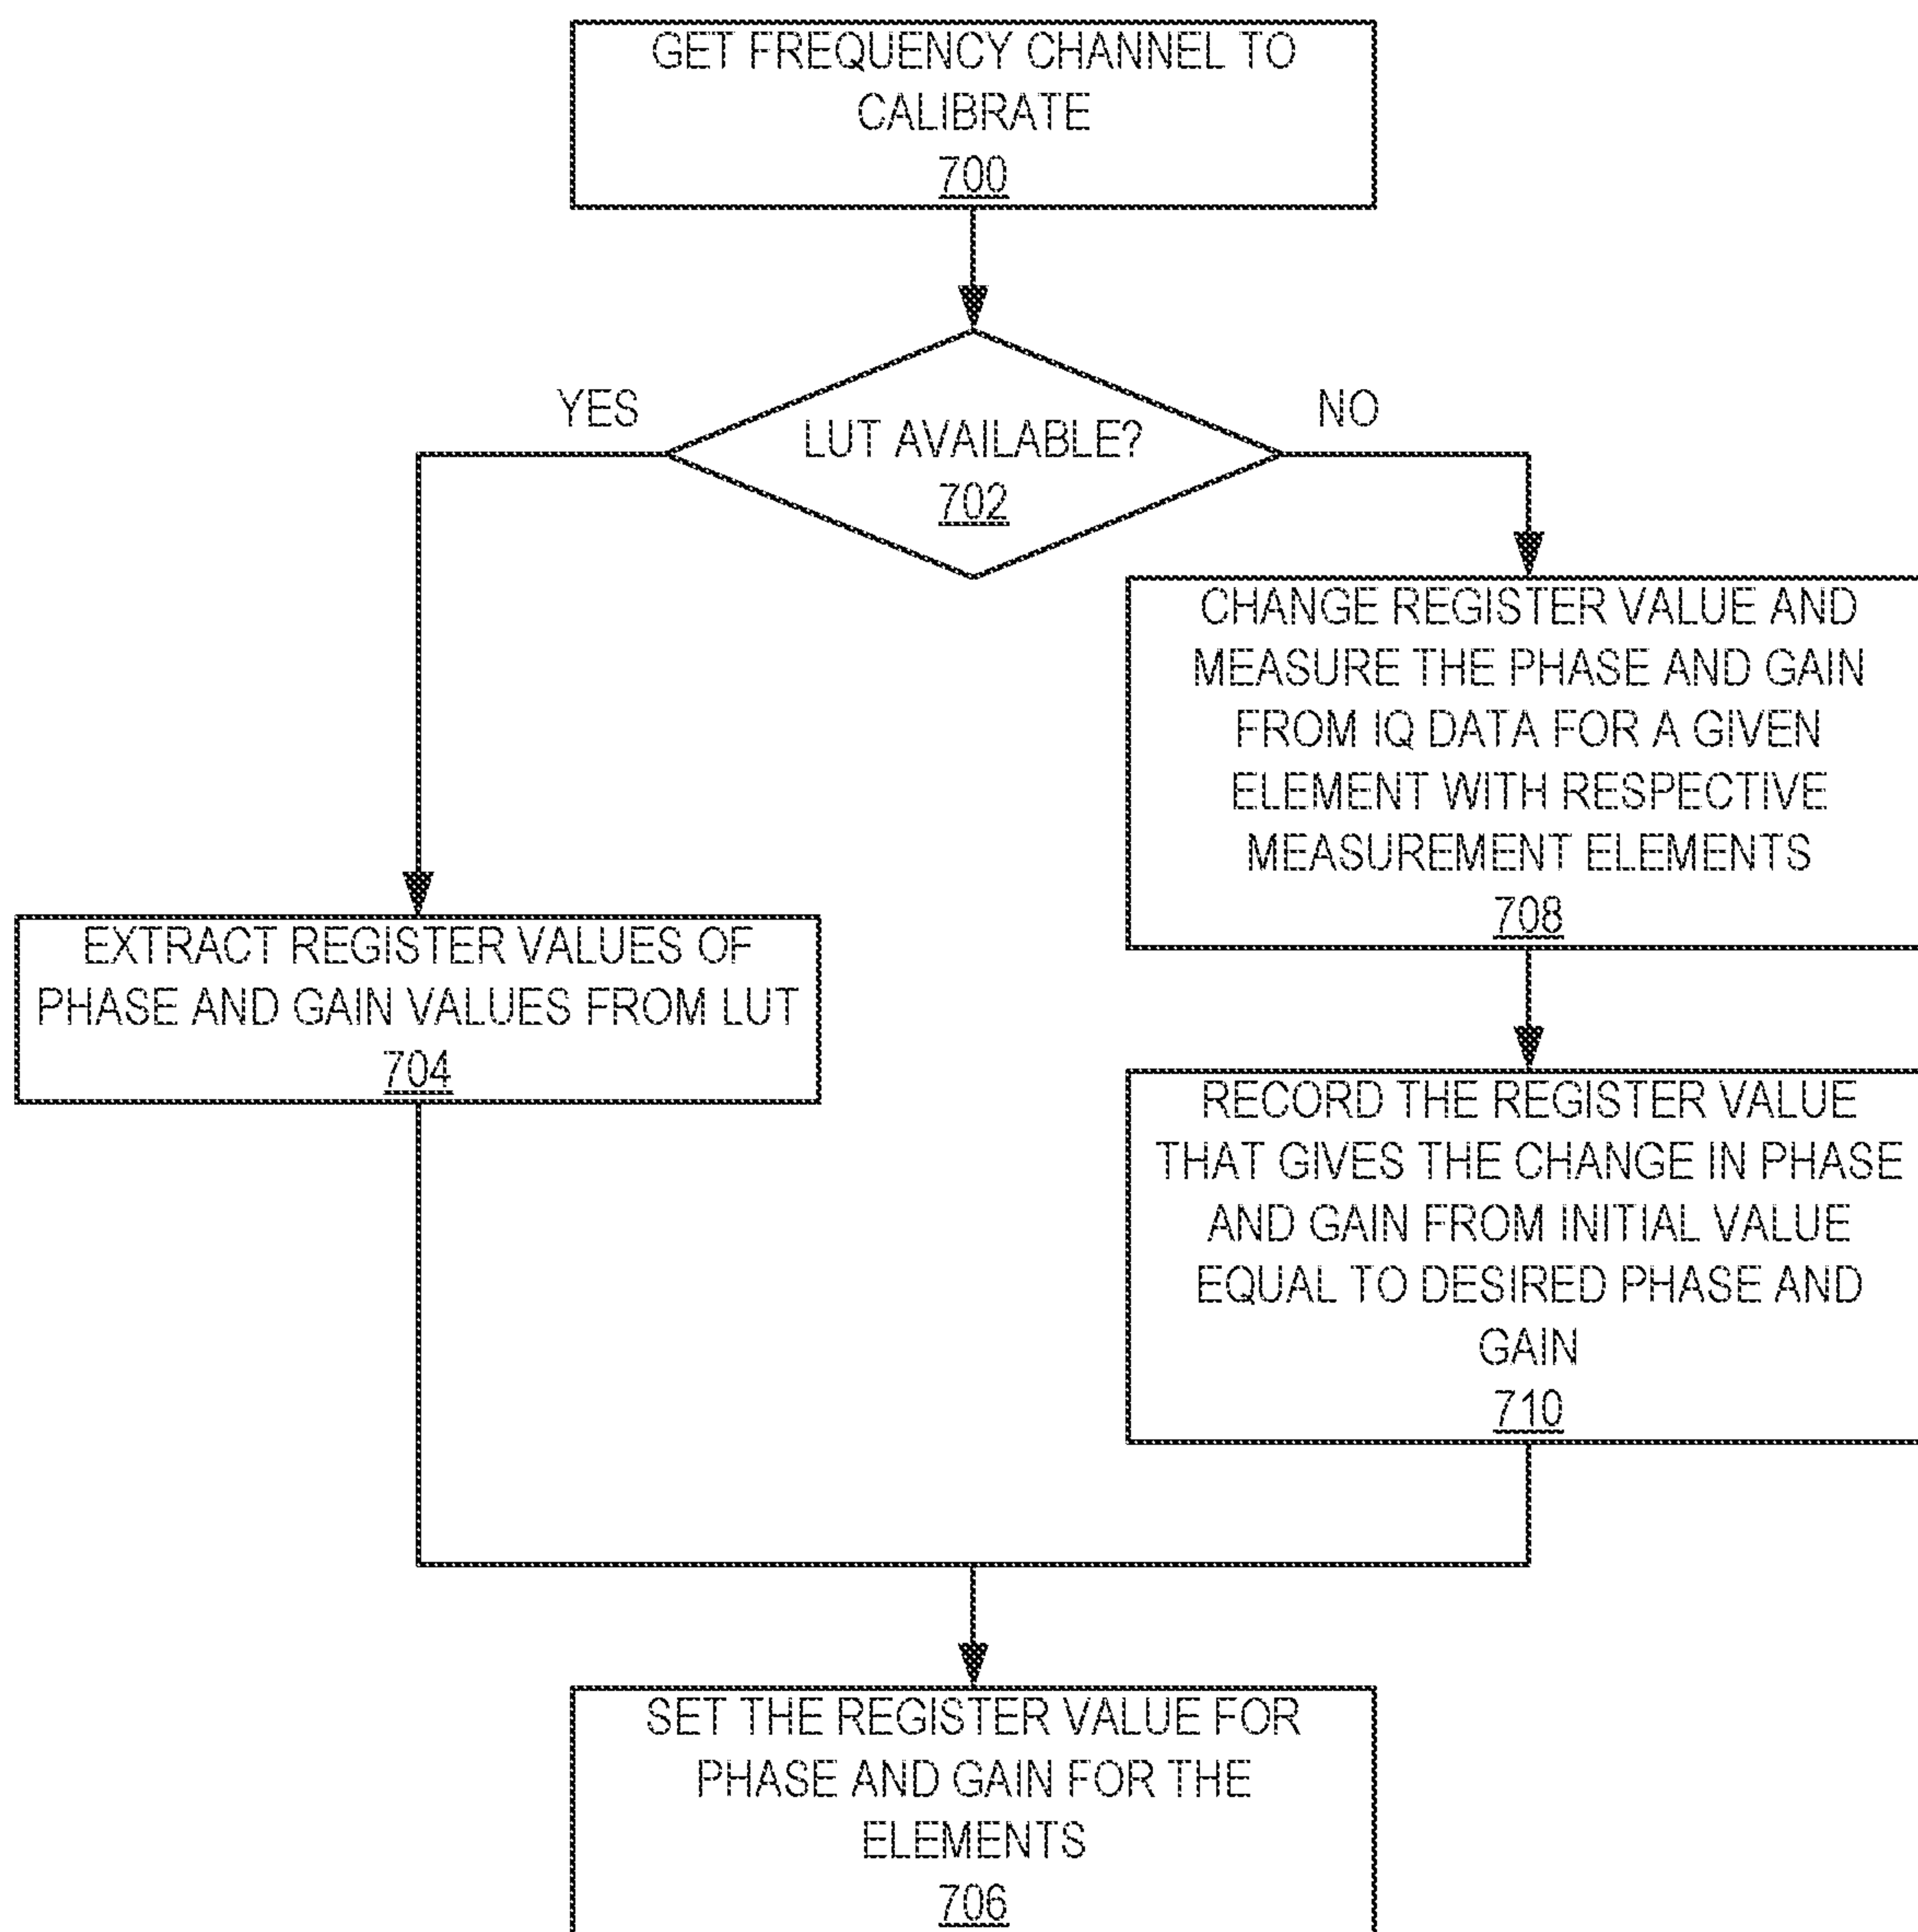 GET FREQUENCY CHANNEL TO
CALIBRATE
700
YES
NO
LUT AVAILABLE?
702
CHANGE REGISTER VALUE AND
MEASURE THE PHASE AND GAIN
FROM IQ DATA FOR A GIVEN
ELEMENT WITH RESPECTIVE
MEASUREMENT ELEMENTS
708
EXTRACT REGISTER VALUES OF
PHASE AND GAIN VALUES FROM LUT
704
RECORD THE REGISTER VALUE
THAT GIVES THE CHANGE IN PHASE
AND GAIN FROM INITIAL VALUE
EQUAL TO DESIRED PHASE AND
GAIN
710
SET THE REGISTER VALUE FOR
PHASE AND GAIN FOR THE
ELEMENTS
706